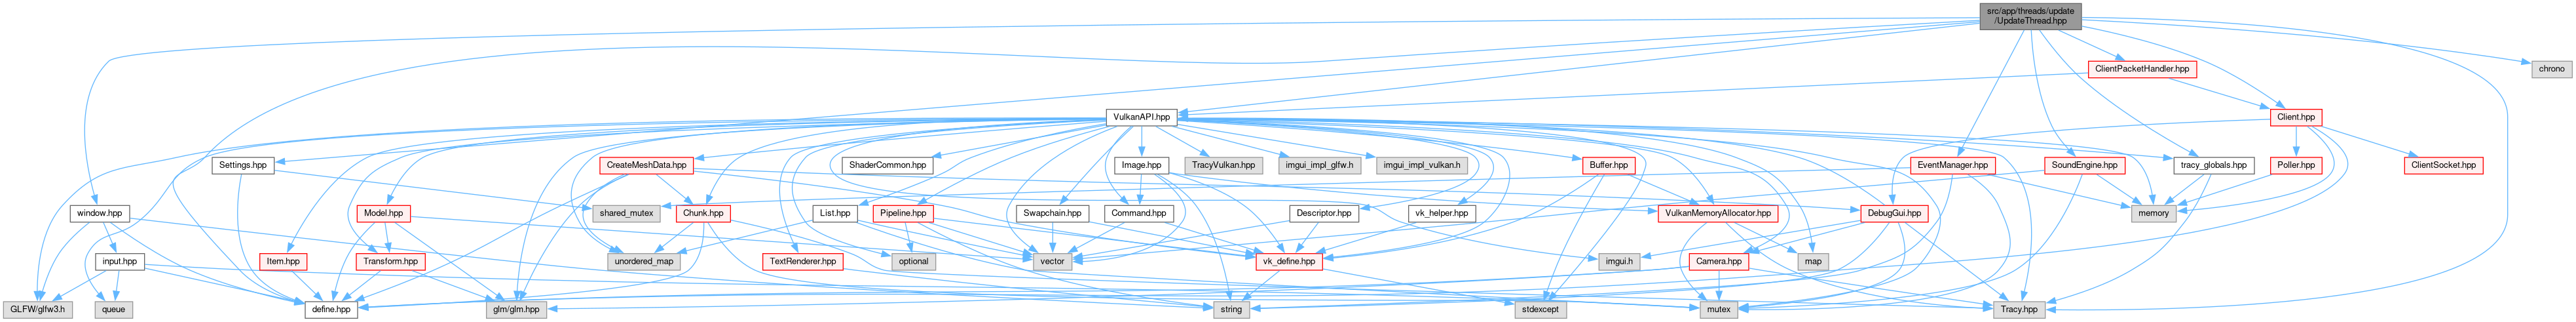 src/app/threads/update
/UpdateThread.hpp
ClientPacketHandler.hpp
chrono
VulkanAPI.hpp
Client.hpp
Settings.hpp
CreateMeshData.hpp
ShaderCommon.hpp
Image.hpp
TracyVulkan.hpp
imgui_impl_glfw.h
imgui_impl_vulkan.h
Buffer.hpp
EventManager.hpp
SoundEngine.hpp
tracy_globals.hpp
Poller.hpp
ClientSocket.hpp
window.hpp
Model.hpp
shared_mutex
Chunk.hpp
List.hpp
Pipeline.hpp
Swapchain.hpp
Command.hpp
Descriptor.hpp
vk_helper.hpp
VulkanMemoryAllocator.hpp
DebugGui.hpp
memory
input.hpp
Item.hpp
Transform.hpp
unordered_map
TextRenderer.hpp
optional
vector
vk_define.hpp
imgui.h
Camera.hpp
map
GLFW/glfw3.h
queue
define.hpp
glm/glm.hpp
string
stdexcept
mutex
Tracy.hpp